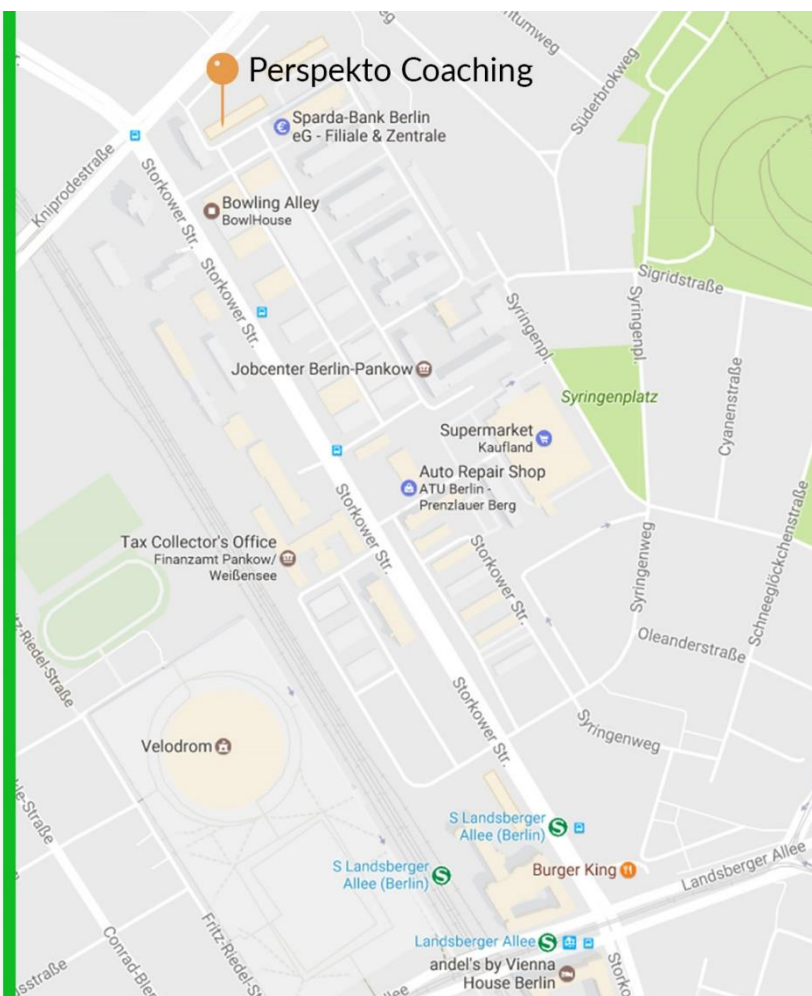 Perspekto Coaching
Sparda-Bank Berlin
eG - Filiale & Zentrale
Süderbrokweg
Kniprodestraße
Storkower Str.
Bowling Alley
BowlHouse
Storkower Str.
Sigridstraße
Syringenpl.
Syringenpl.
Jobcenter Berlin-Pankow
Syringenplatz
Cyanenstraße
Supermarket
Kaufland
Auto Repair Shop
ATU Berlin -
Prenzlauer Berg
Storkower Str.
Tax Collector's Office
Finanzamt Pankow/
Weißensee
Storkower Str.
Syringenweg
Schneeglöckchenstraße
Oleanderstraße
Storkower Str.
Syringenweg
Velodrom
S Landsberger
Allee (Berlin)
S Landsberger
Allee (Berlin)
Burger King
Landsberger Allee
Fritz-Riedel-Straße
Landsberger Allee
andel's by Vienna
House Berlin